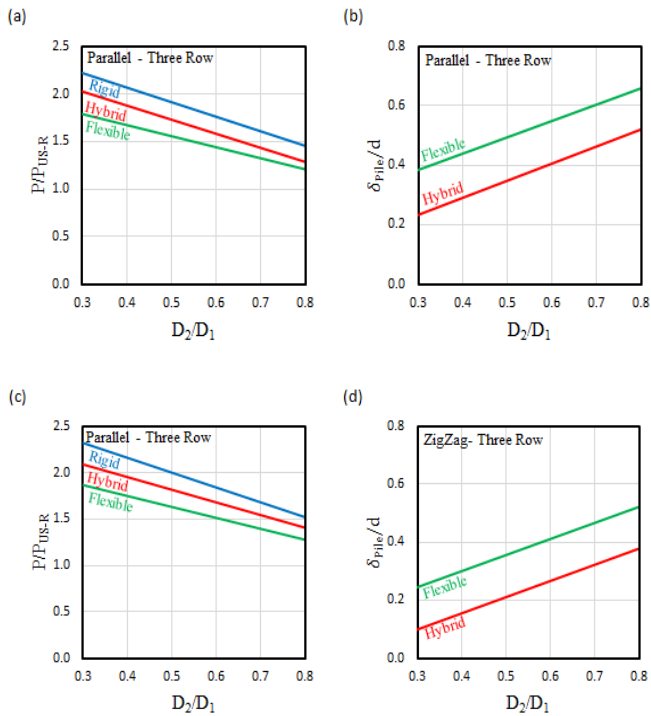 (a)
Parallel - Three Row
2.5
2.0
1.5
1.0
0.5
0.0
P/P_US-R
Rigid
Hybrid
Flexible
0.3 0.4 0.5 0.6 0.7 0.8
D₂/D₁
(b)
Parallel - Three Row
0.8
0.6
0.4
0.2
0.0
δ_Pile/d
Flexible
Hybrid
0.3 0.4 0.5 0.6 0.7 0.8
D₂/D₁
(c)
Parallel - Three Row
2.5
2.0
1.5
1.0
0.5
0.0
P/P_US-R
Rigid
Hybrid
Flexible
0.3 0.4 0.5 0.6 0.7 0.8
D₂/D₁
(d)
ZigZag- Three Row
0.8
0.6
0.4
0.2
0.0
δ_Pile/d
Flexible
Hybrid
0.3 0.4 0.5 0.6 0.7 0.8
D₂/D₁